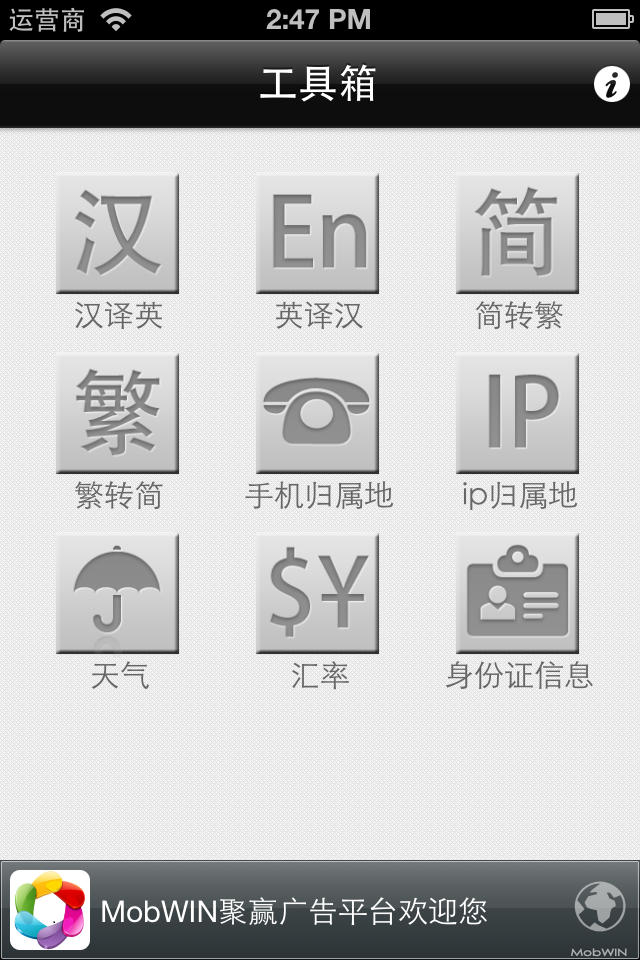 运营商 2:47 PM
工具箱
汉 En 简
汉译英 英译汉 简转繁
繁 IP
繁转简 手机归属地 ip归属地
$¥
天气 汇率 身份证信息
MobWIN聚赢广告平台欢迎您
MobWIN